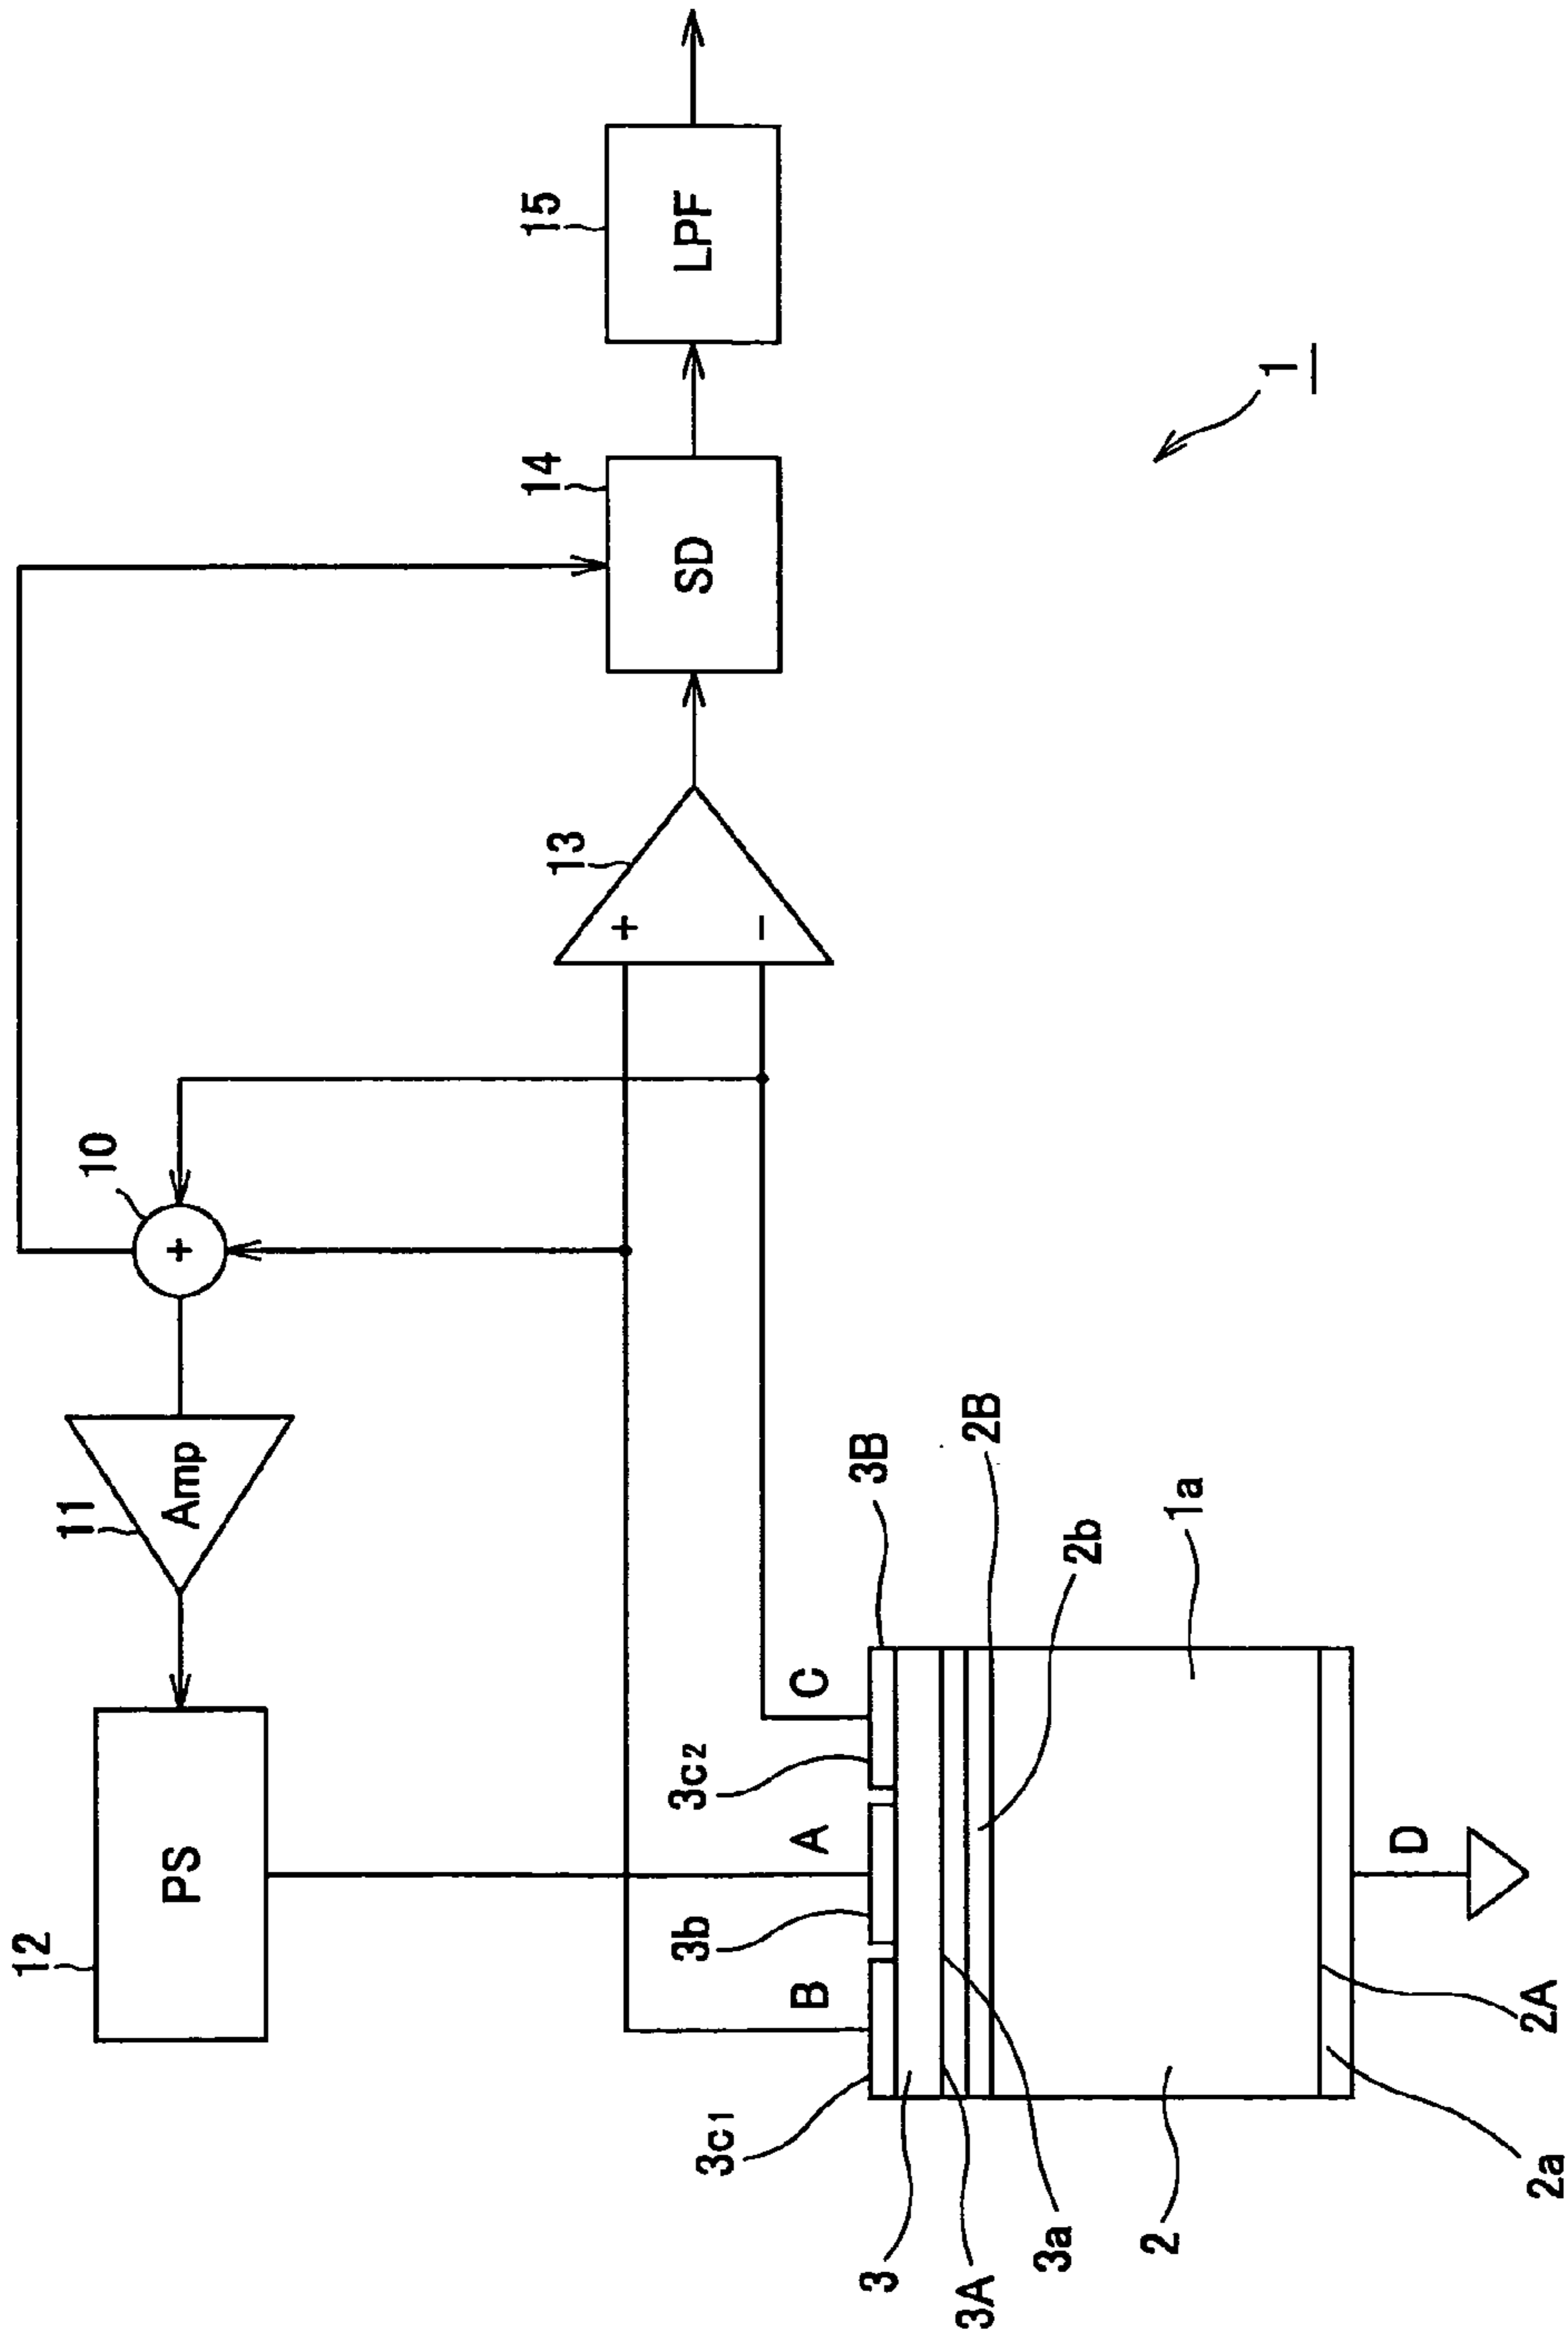 12
PS
11
Amp
10
+
13
+
−
14
SD
15
LPF
1
3c1
B
3b
A
3c2
C
3B
2B
2b
1a
3
3A
3a
2
2a
2A
D